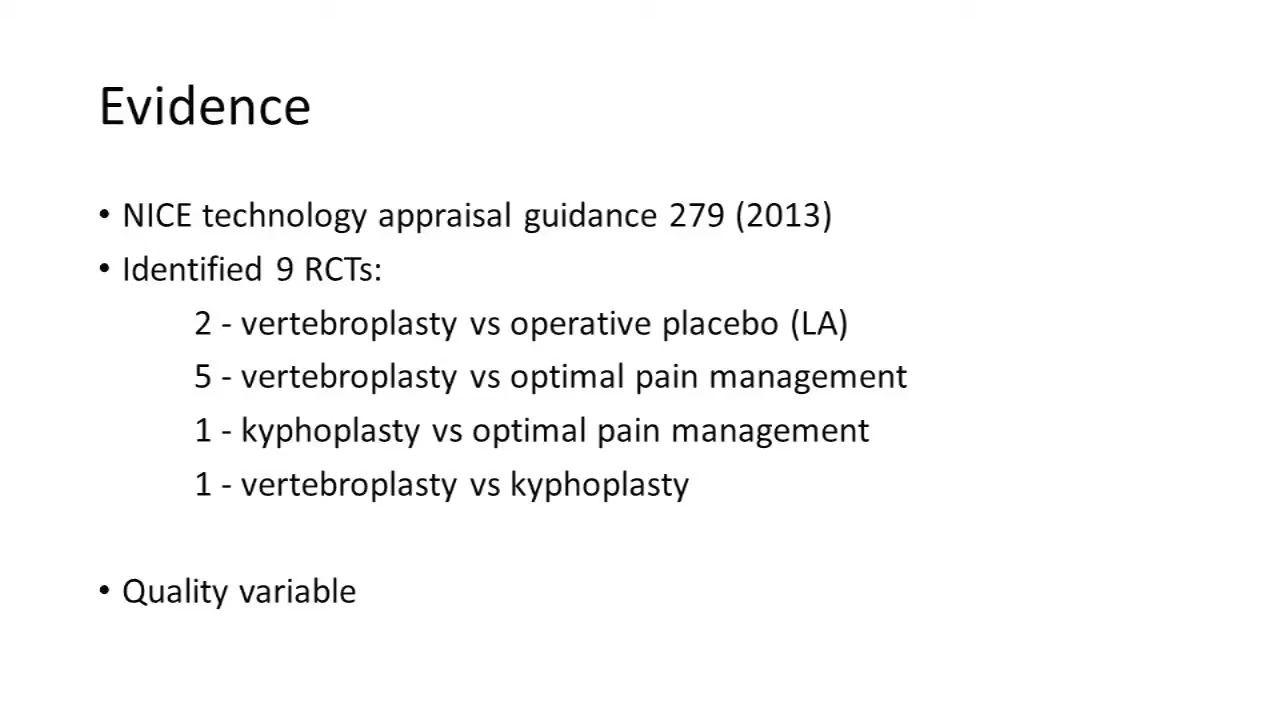 Evidence
• NICE technology appraisal guidance 279 (2013)
• Identified 9 RCTs:
2 - vertebroplasty vs operative placebo (LA)
5 - vertebroplasty vs optimal pain management
1 - kyphoplasty vs optimal pain management
1 - vertebroplasty vs kyphoplasty
• Quality variable